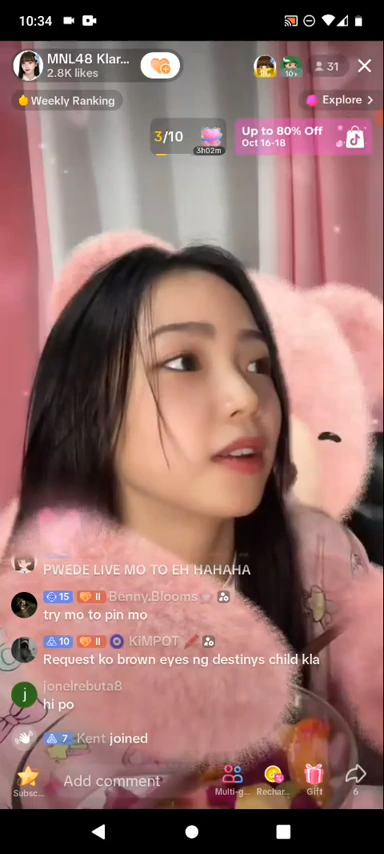 10:34
MNL48 Klar...
2.8K likes
31
Weekly Ranking
Explore >
3/10
3h02m
Up to 80% Off
Oct 16-18
PWEDE LIVE MO TO EH HAHAHA
15 II Benny.Blooms
try mo to pin mo
10 II KiMPOT
Request ko brown eyes ng destinys child kla
j jonelrebuta8
hi po
7 Kent joined
Subsc...
Add comment
Multi-g...
Rechar...
Gift
6